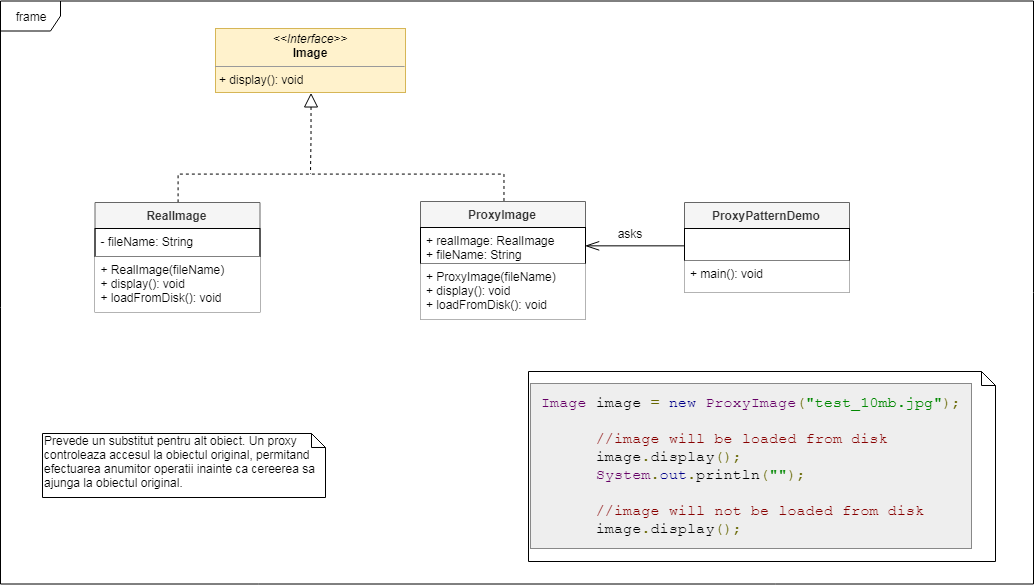 frame
<<Interface>>
Image
+ display(): void
RealImage
- fileName: String
+ RealImage(fileName)
+ display(): void
+ loadFromDisk(): void
ProxyImage
+ realImage: RealImage
+ fileName: String
+ ProxyImage(fileName)
+ display(): void
+ loadFromDisk(): void
asks
ProxyPatternDemo
+ main(): void
Prevede un substitut pentru alt obiect. Un proxy
controleaza accesul la obiectul original, permitand
efectuarea anumitor operatii inainte ca cereerea sa
ajunga la obiectul original.
Image image = new ProxyImage("test_10mb.jpg");
//image will be loaded from disk
image.display();
System.out.println("");
//image will not be loaded from disk
image.display();